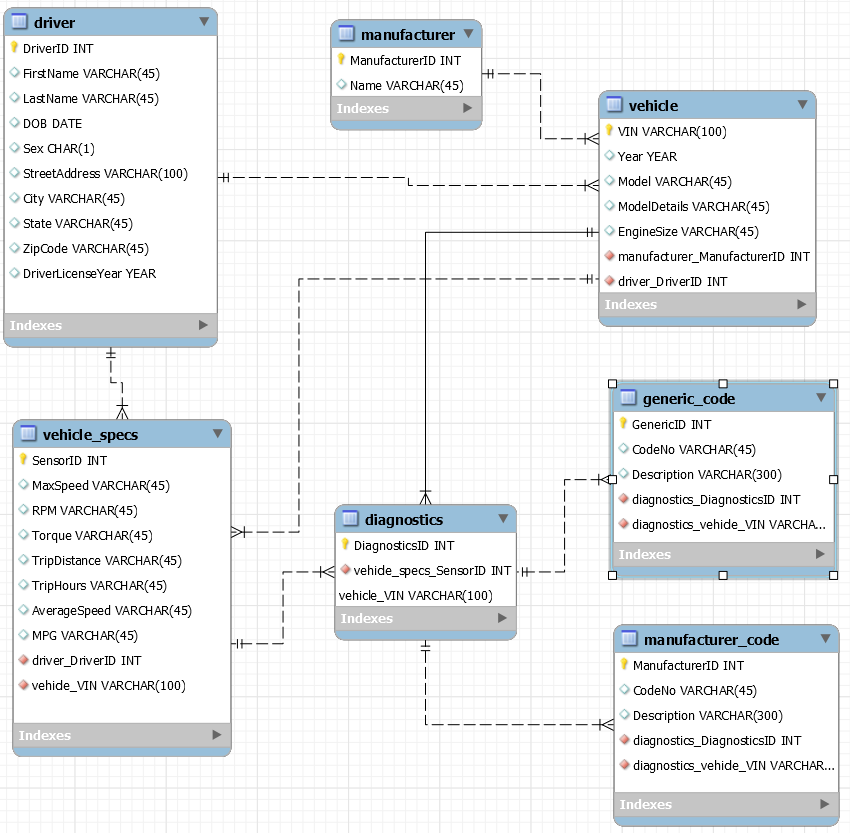 driver
DriverID INT
FirstName VARCHAR(45)
LastName VARCHAR(45)
DOB DATE
Sex CHAR(1)
StreetAddress VARCHAR(100)
City VARCHAR(45)
State VARCHAR(45)
ZipCode VARCHAR(45)
DriverLicenseYear YEAR
Indexes
manufacturer
ManufacturerID INT
Name VARCHAR(45)
Indexes
vehicle
VIN VARCHAR(100)
Year YEAR
Model VARCHAR(45)
ModelDetails VARCHAR(45)
EngineSize VARCHAR(45)
manufacturer_ManufacturerID INT
driver_DriverID INT
Indexes
vehicle_specs
SensorID INT
MaxSpeed VARCHAR(45)
RPM VARCHAR(45)
Torque VARCHAR(45)
TripDistance VARCHAR(45)
TripHours VARCHAR(45)
AverageSpeed VARCHAR(45)
MPG VARCHAR(45)
driver_DriverID INT
vehicle_VIN VARCHAR(100)
Indexes
diagnostics
DiagnosticsID INT
vehicle_specs_SensorID INT
vehicle_VIN VARCHAR(100)
Indexes
generic_code
GenericID INT
CodeNo VARCHAR(45)
Description VARCHAR(300)
diagnostics_DiagnosticsID INT
diagnostics_vehicle_VIN VARCHA...
Indexes
manufacturer_code
ManufacturerID INT
CodeNo VARCHAR(45)
Description VARCHAR(300)
diagnostics_DiagnosticsID INT
diagnostics_vehicle_VIN VARCHAR...
Indexes